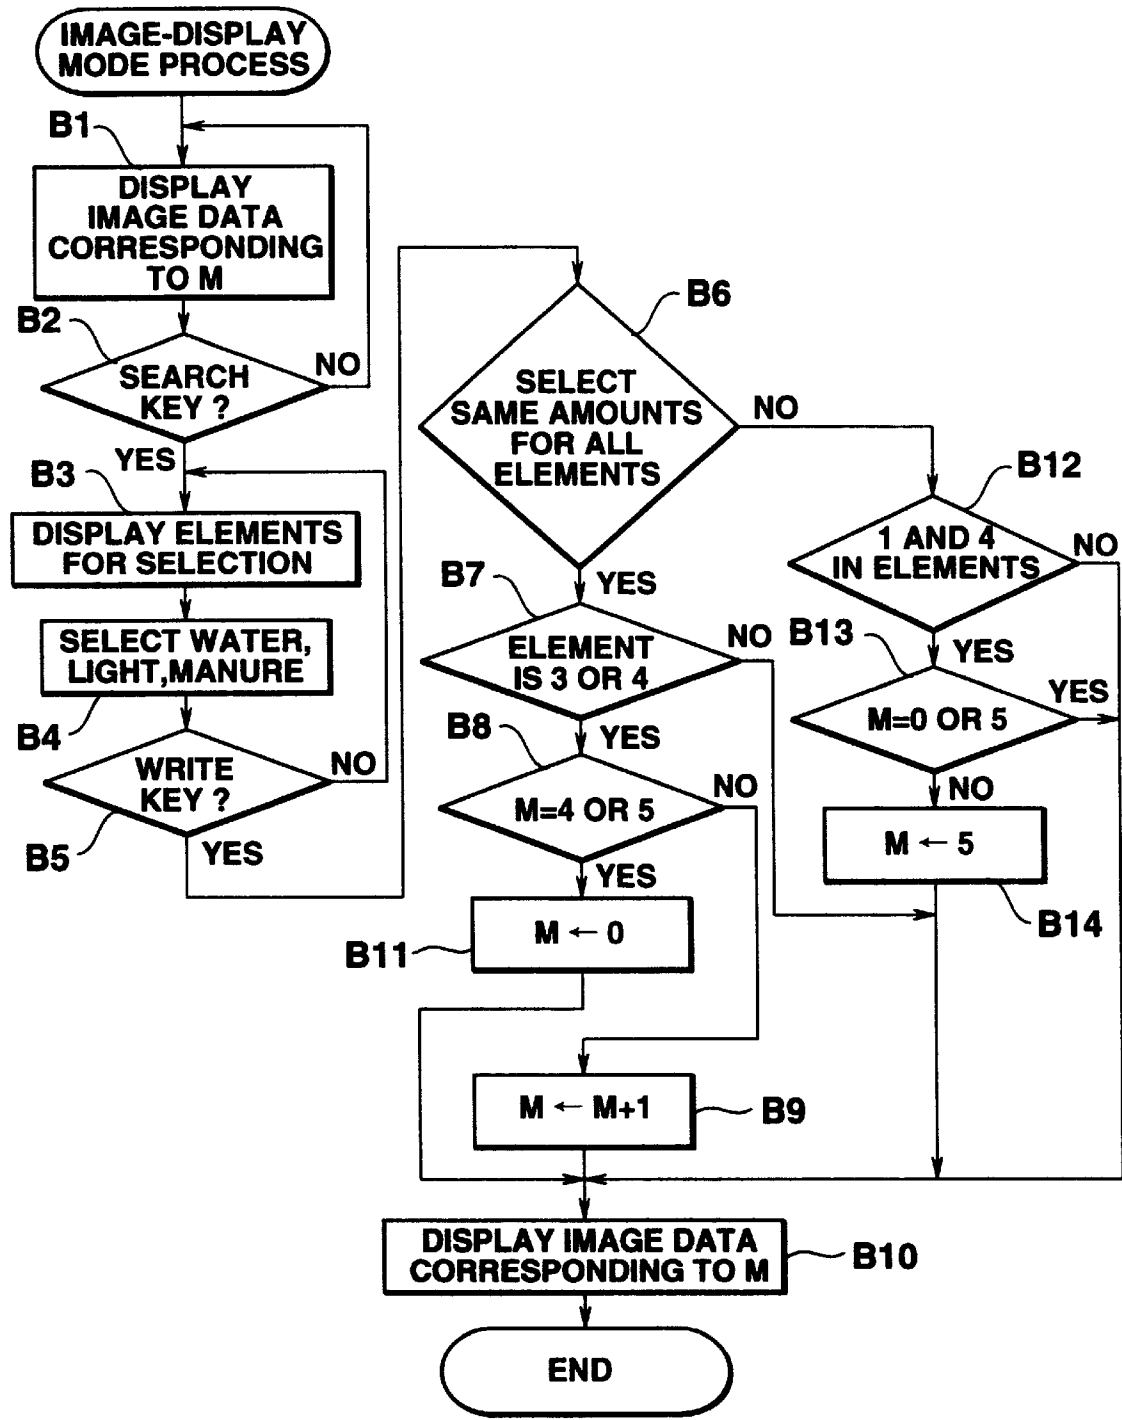 IMAGE-DISPLAY
MODE PROCESS
B1
DISPLAY
IMAGE DATA
CORRESPONDING
TO M
B2
SEARCH
KEY ?
NO
YES
B3
DISPLAY ELEMENTS
FOR SELECTION
SELECT WATER,
LIGHT,MANURE
B4
WRITE
KEY ?
NO
B5
YES
B6
SELECT
SAME AMOUNTS
FOR ALL
ELEMENTS
NO
YES
B7
ELEMENT
IS 3 OR 4
NO
YES
B8
M=4 OR 5
NO
YES
M ← 0
B11
M ← M+1
B9
B12
1 AND 4
IN ELEMENTS
NO
YES
B13
M=0 OR 5
YES
NO
M ← 5
B14
DISPLAY IMAGE DATA
CORRESPONDING TO M
B10
END